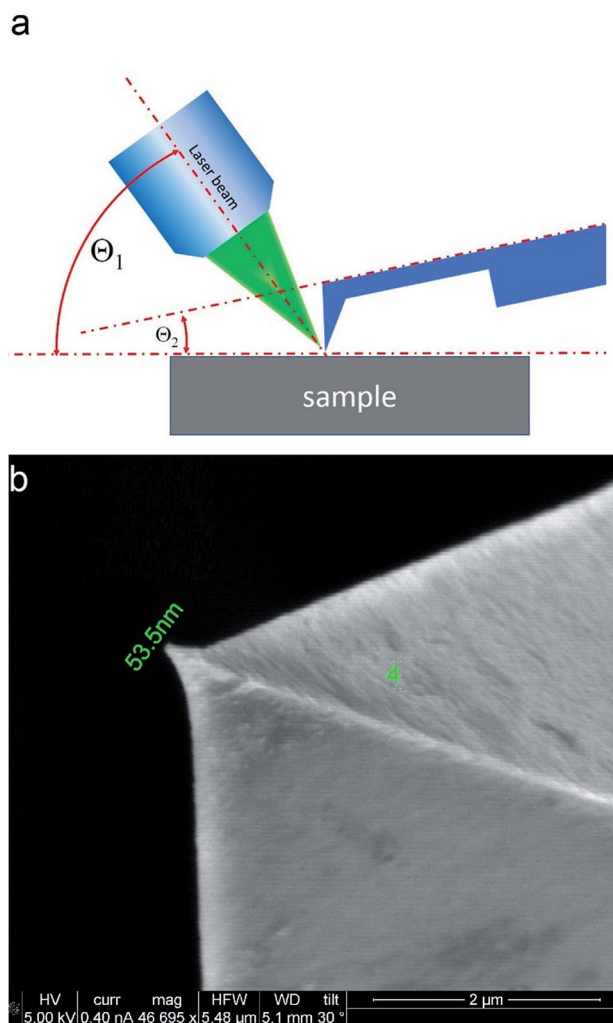 a
Laser beam
Θ1
Θ2
sample
b
53.5nm
4
HV curr mag HFW WD tilt
5.00 kV 0.40 nA 46 695 x 5.48 µm 5.1 mm 30 ° 2 µm